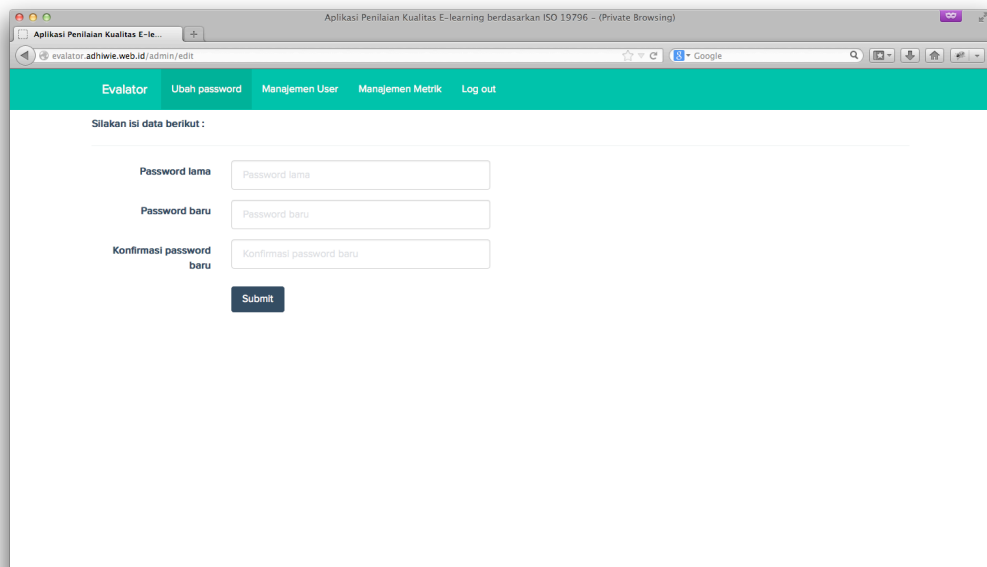 Aplikasi Penilaian Kualitas E-learning berdasarkan ISO 19796 - (Private Browsing)
Aplikasi Penilaian Kualitas E-le...
evalator.adhiwie.web.id/admin/edit
Google
Evalator Ubah password Manajemen User Manajemen Metrik Log out
Silakan isi data berikut :
Password lama Password lama
Password baru Password baru
Konfirmasi password baru Konfirmasi password baru
Submit